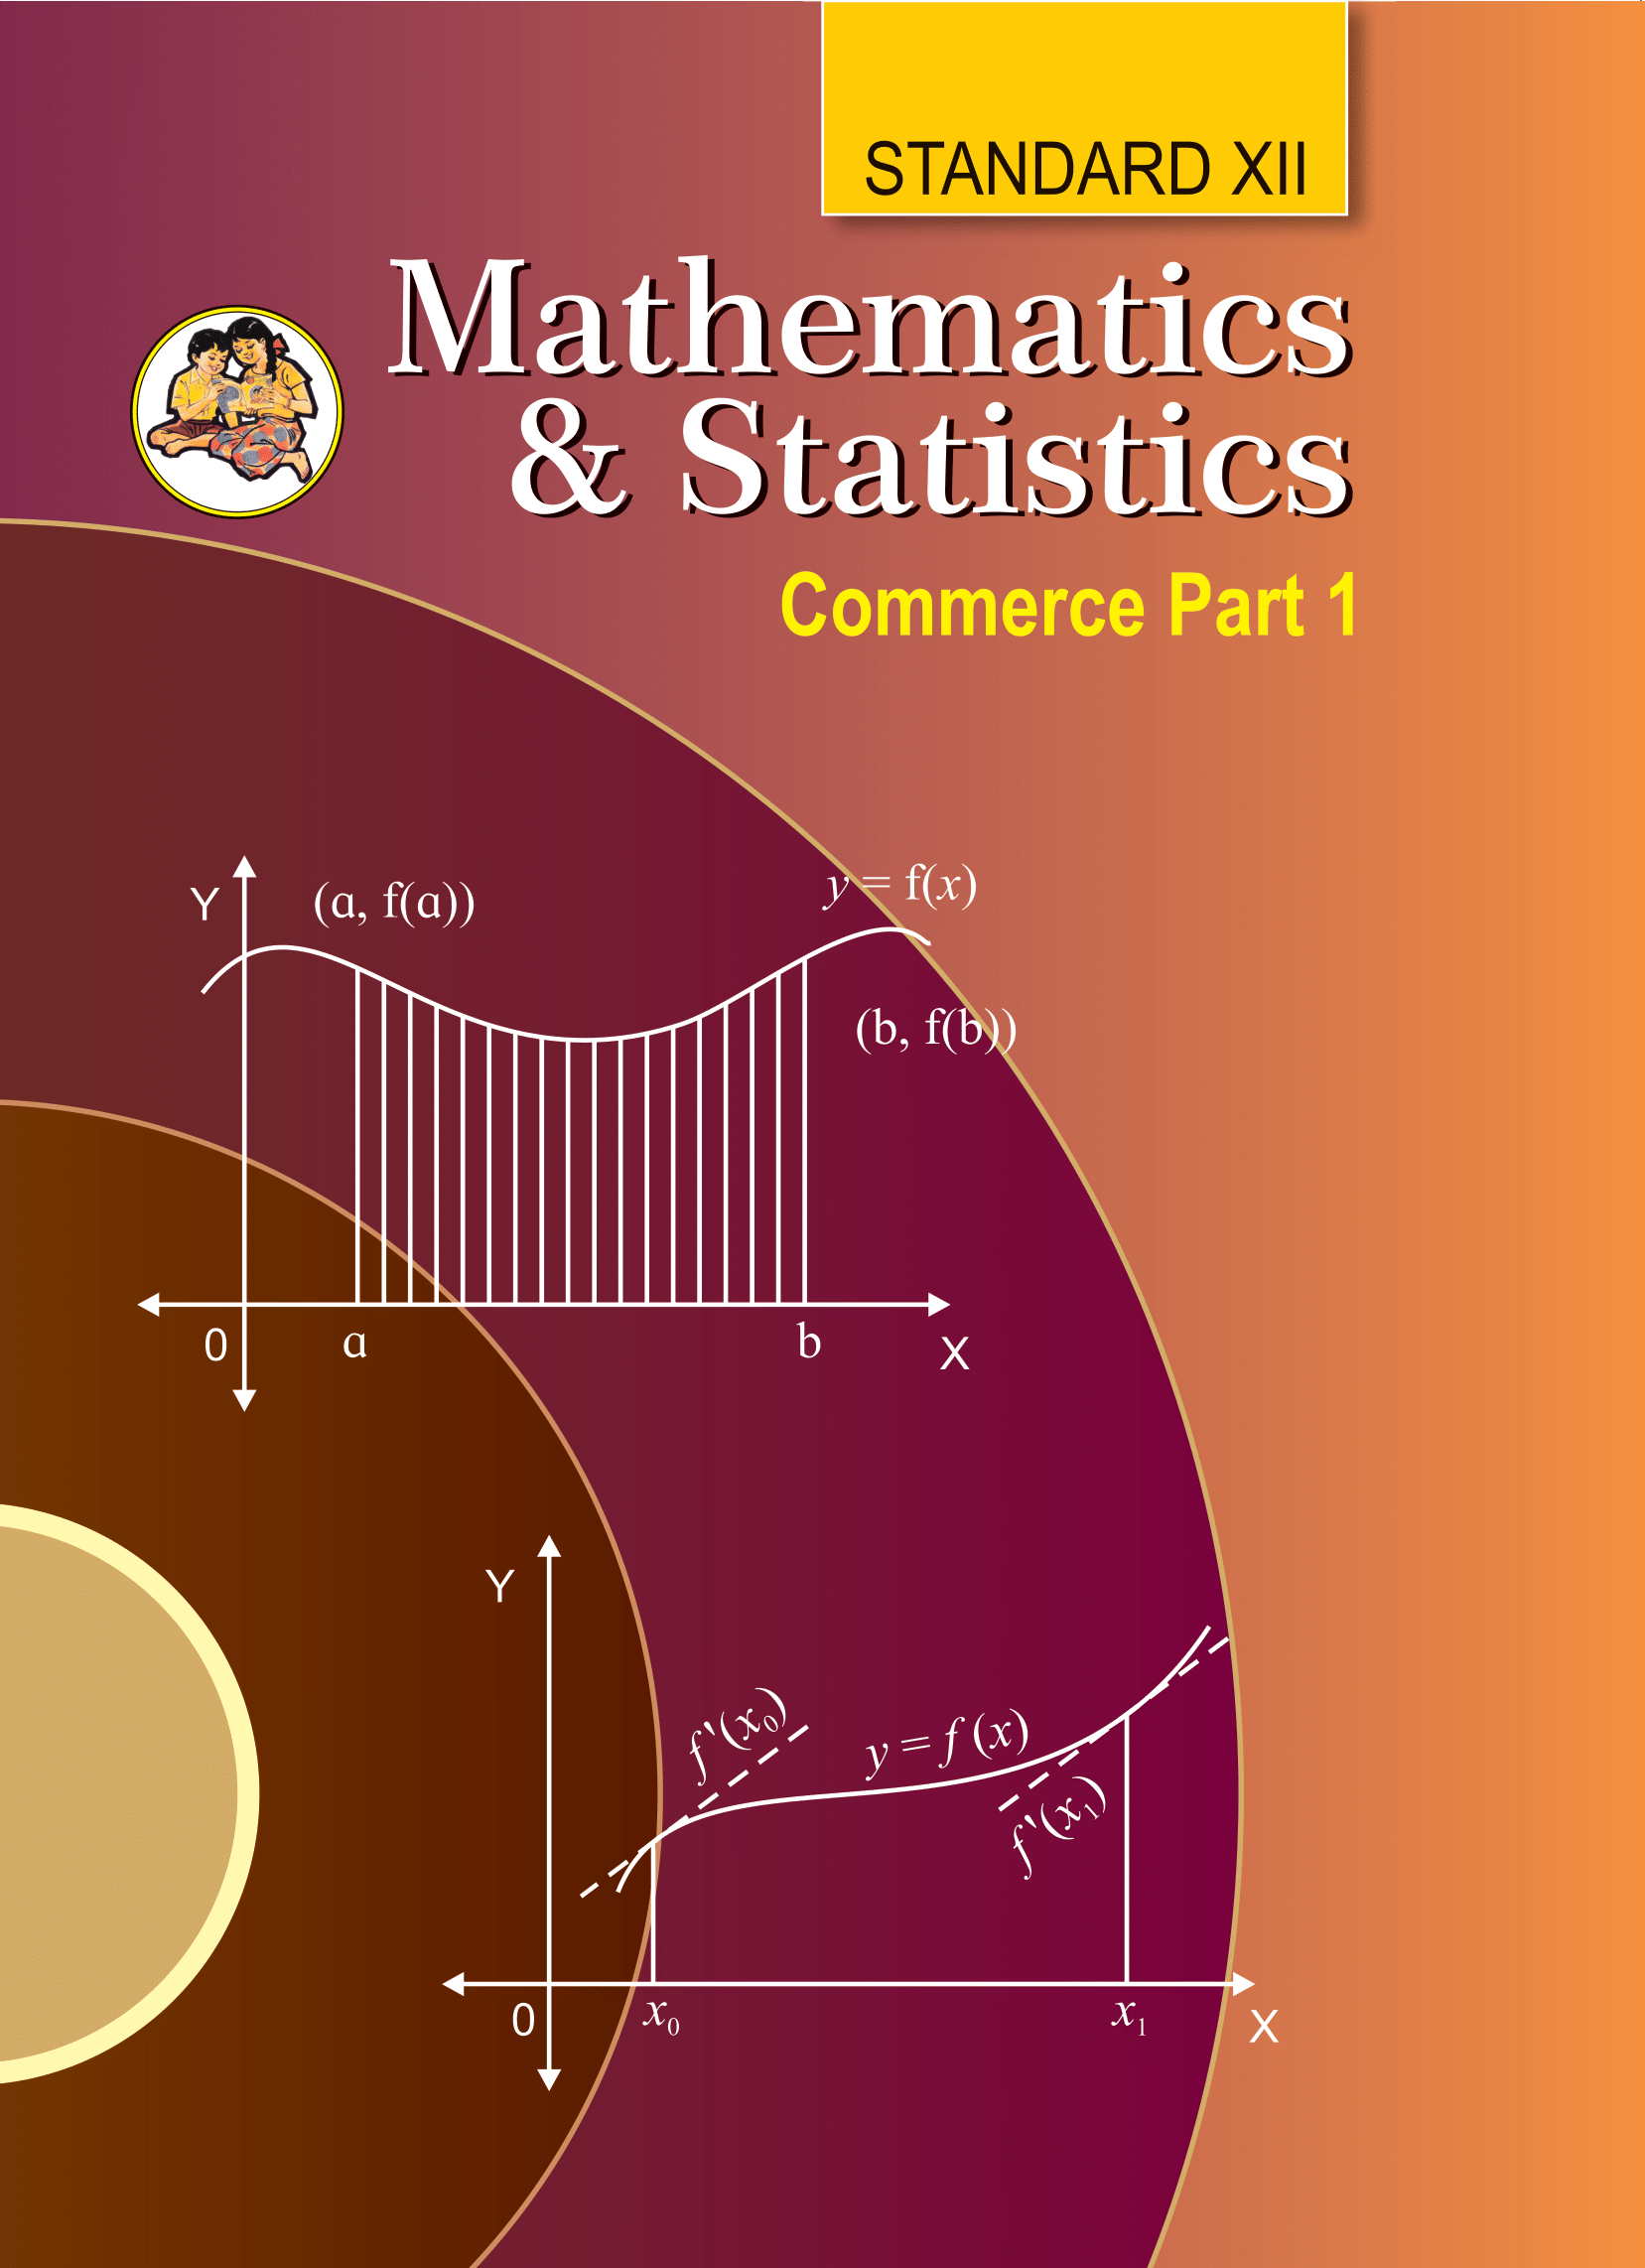 STANDARD XII
Mathematics
& Statistics
Commerce Part 1
Y
(a, f(a))
y = f(x)
(b, f(b))
0
a
b
X
Y
f'(x₀)
y = f (x)
f'(x₁)
0
x₀
x₁
X